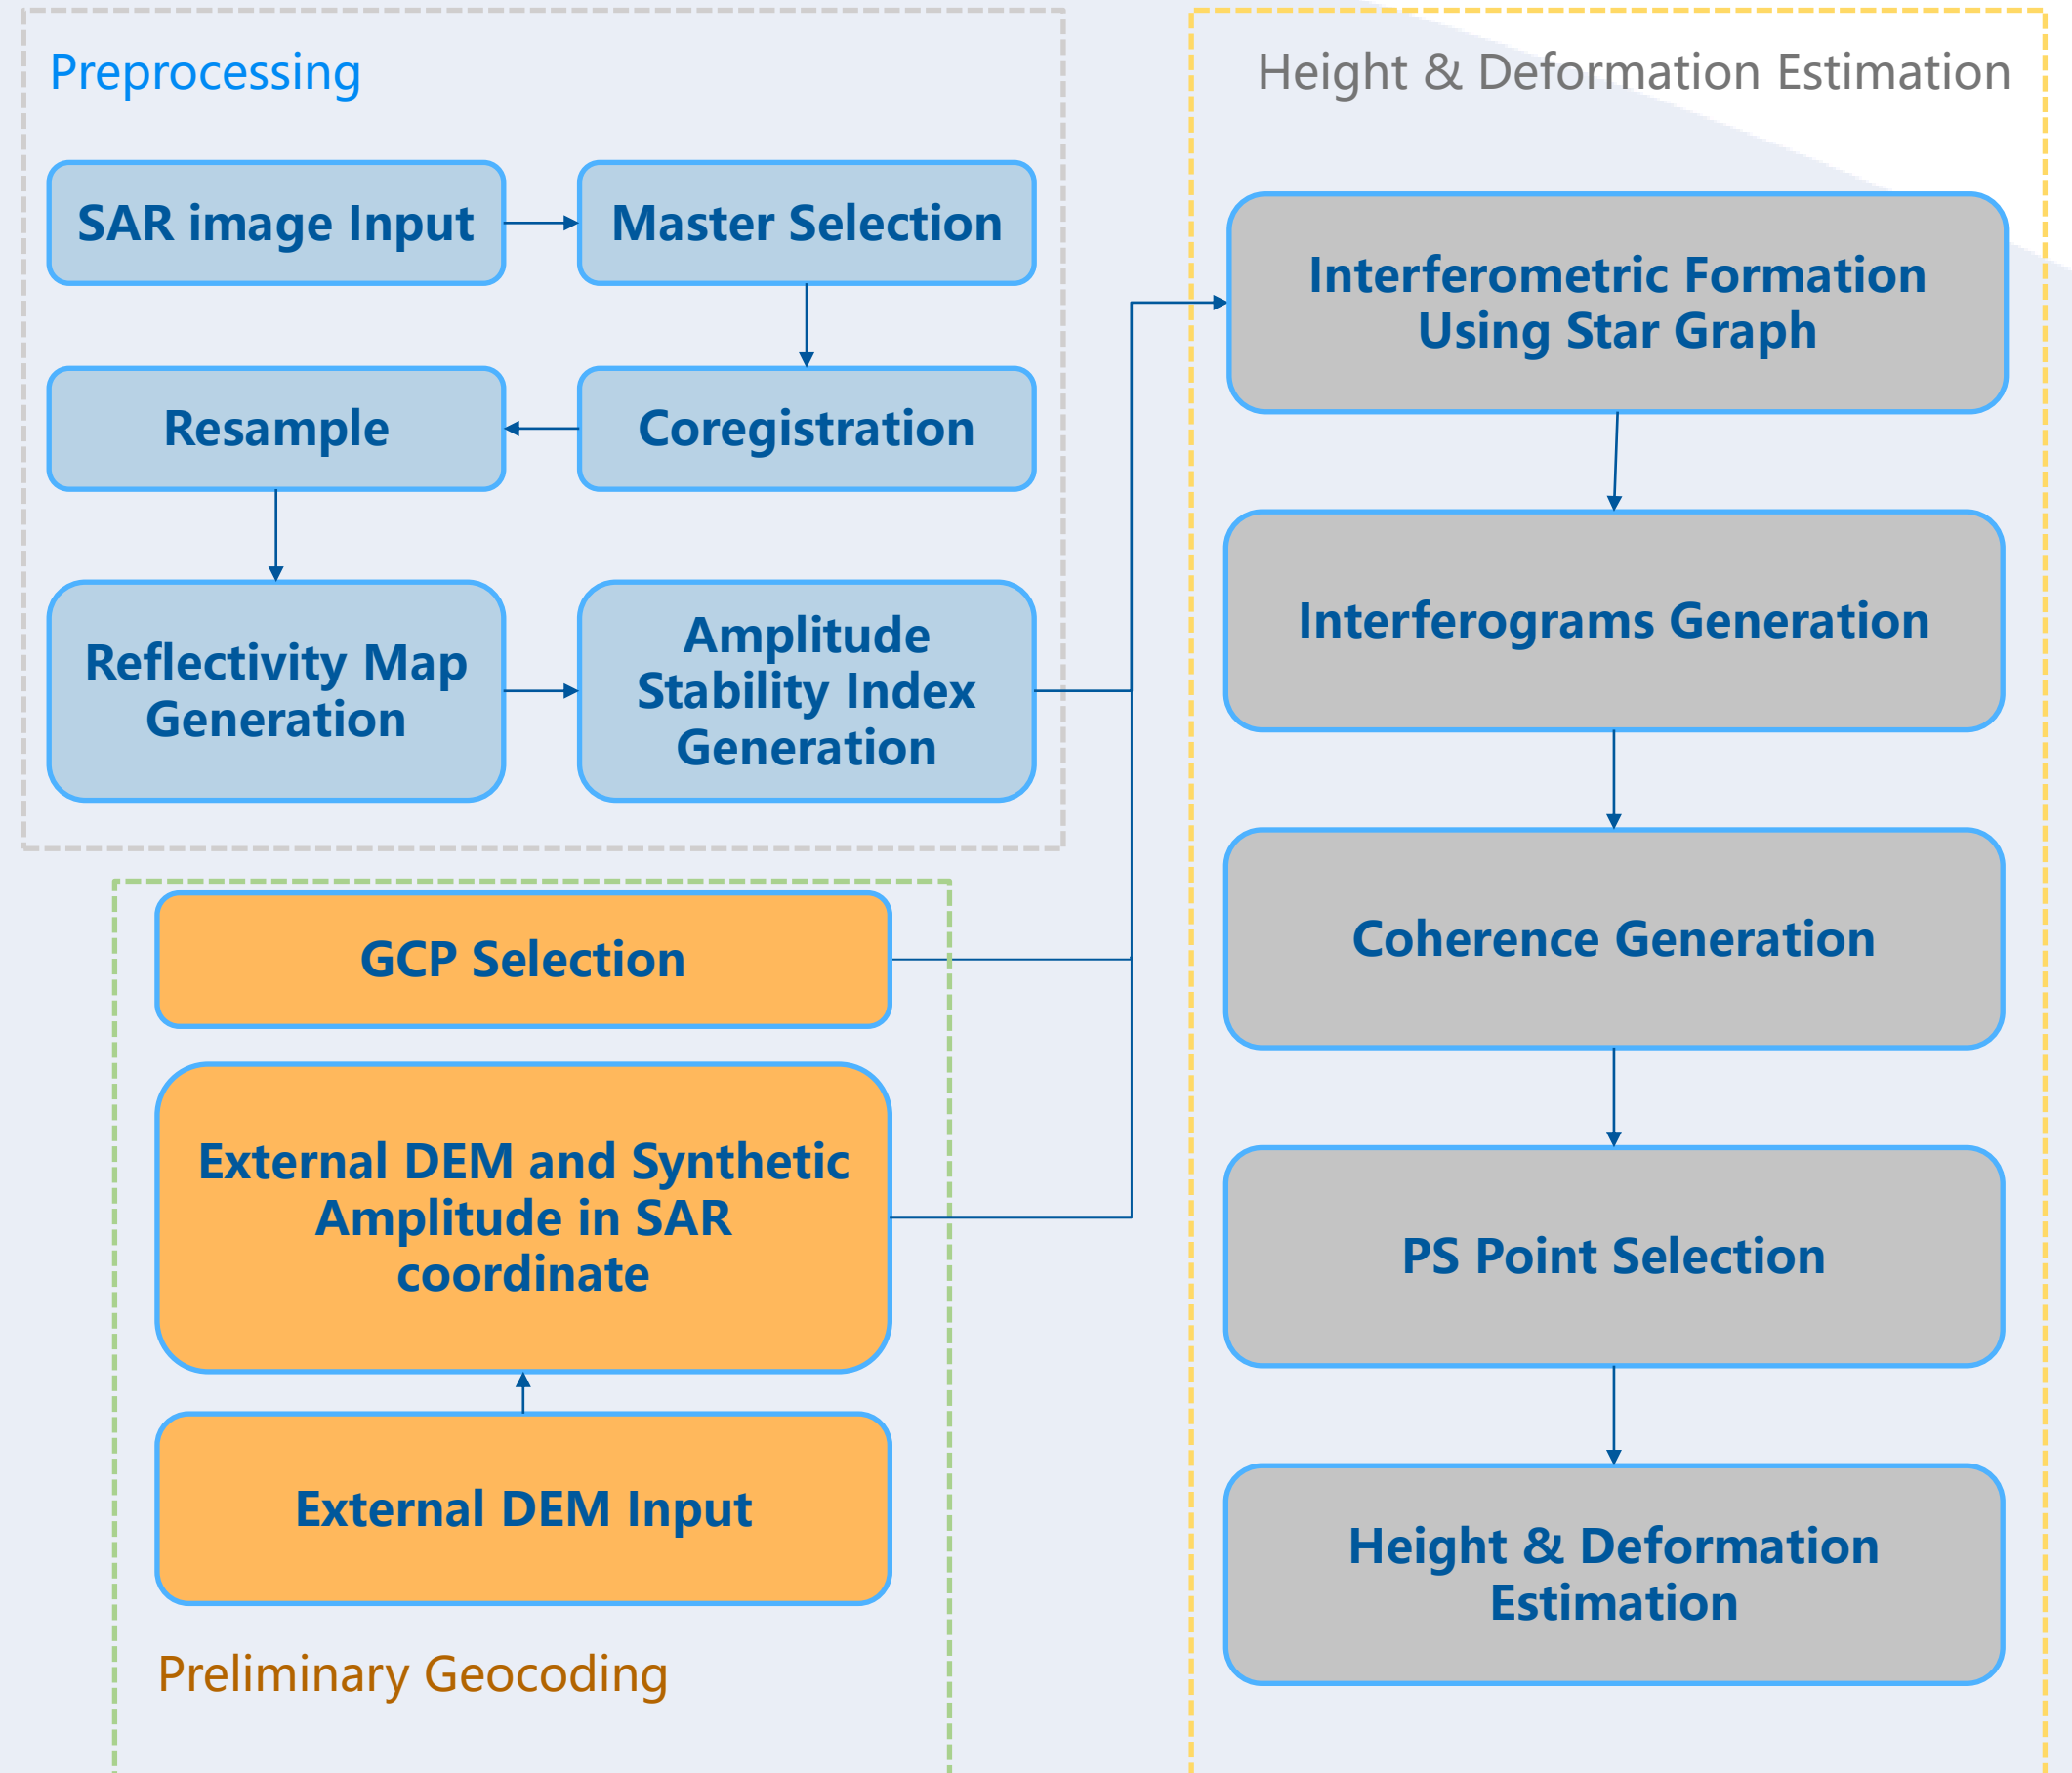 Preprocessing
SAR image Input
Master Selection
Resample
Coregistration
Reflectivity Map
Generation
Amplitude
Stability Index
Generation
GCP Selection
External DEM and Synthetic
Amplitude in SAR
coordinate
External DEM Input
Preliminary Geocoding
Height & Deformation Estimation
Interferometric Formation
Using Star Graph
Interferograms Generation
Coherence Generation
PS Point Selection
Height & Deformation
Estimation